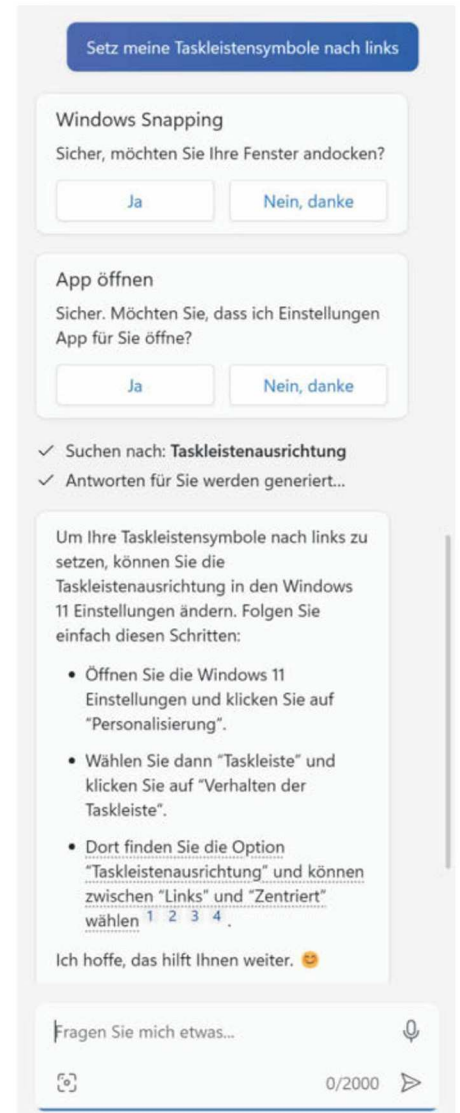 Setz meine Taskleistensymbole nach links
Windows Snapping
Sicher, möchten Sie Ihre Fenster andocken?
Ja
Nein, danke
App öffnen
Sicher. Möchten Sie, dass ich Einstellungen
App für Sie öffne?
Ja
Nein, danke
Suchen nach: Taskleistenausrichtung
Antworten für Sie werden generiert...
Um Ihre Taskleistensymbole nach links zu
setzen, können Sie die
Taskleistenausrichtung in den Windows
11 Einstellungen ändern. Folgen Sie
einfach diesen Schritten:
• Öffnen Sie die Windows 11
Einstellungen und klicken Sie auf
"Personalisierung".
• Wählen Sie dann "Taskleiste" und
klicken Sie auf "Verhalten der
Taskleiste".
• Dort finden Sie die Option
"Taskleistenausrichtung" und können
zwischen "Links" und "Zentriert"
wählen 1 2 3 4 .
Ich hoffe, das hilft Ihnen weiter. 😊
Fragen Sie mich etwas...
0/2000